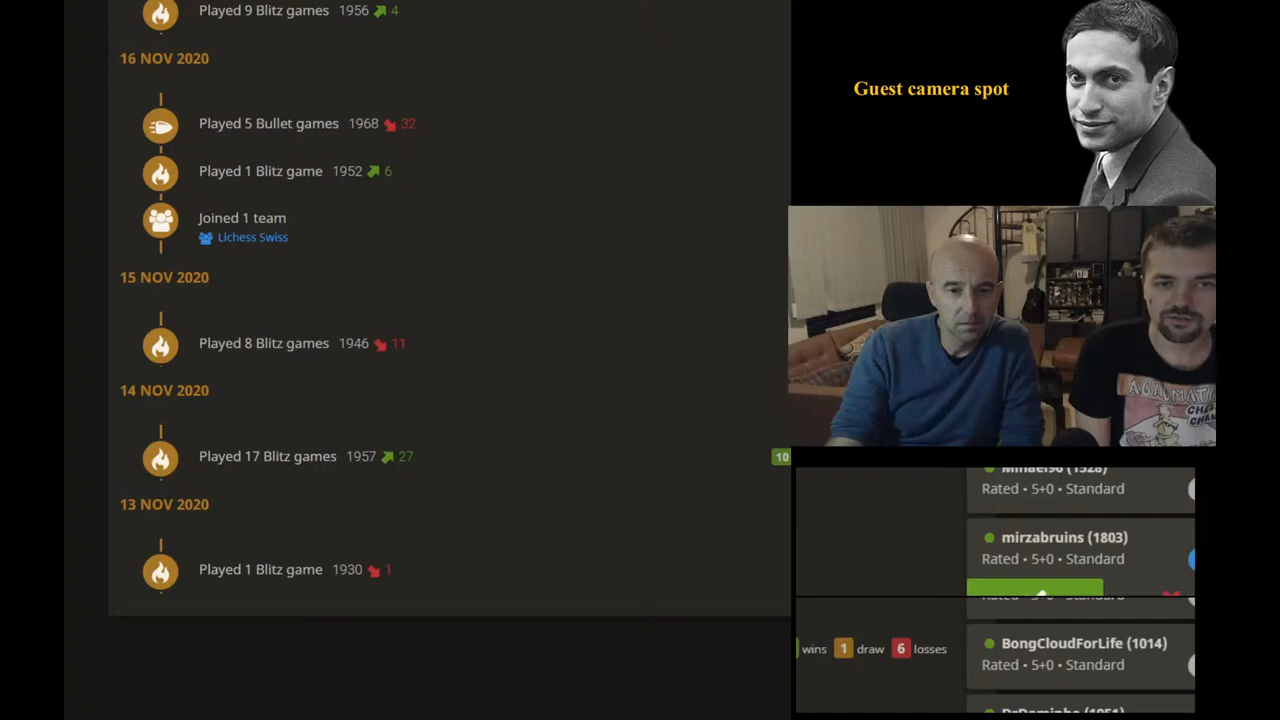 Played 9 Blitz games 1956 4
16 NOV 2020
Played 5 Bullet games 1968 32
Played 1 Blitz game 1952 6
Joined 1 team
Lichess Swiss
15 NOV 2020
Played 8 Blitz games 1946 11
14 NOV 2020
Played 17 Blitz games 1957 27
10
13 NOV 2020
Played 1 Blitz game 1930 1
Guest camera spot
Rated • 5+0 • Standard
mirzabruins (1803)
Rated • 5+0 • Standard
wins 1 draw 6 losses
BongCloudForLife (1014)
Rated • 5+0 • Standard